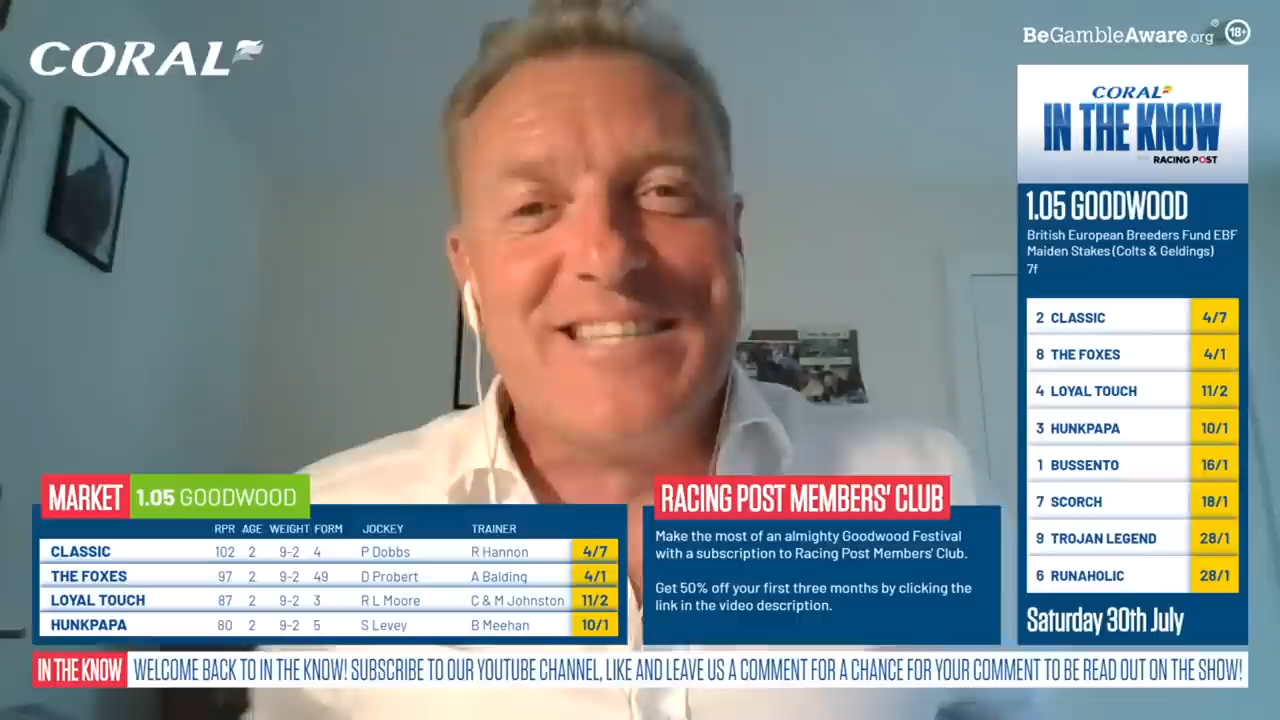 CORAL
BeGambleAware.org® 18+
CORAL
IN THE KNOW
RACING POST
1.05 GOODWOOD
British European Breeders Fund EBF
Maiden Stakes (Colts & Geldings)
7f
2 CLASSIC 4/7
8 THE FOXES 4/1
4 LOYAL TOUCH 11/2
3 HUNKPAPA 10/1
1 BUSSENTO 16/1
7 SCORCH 18/1
9 TROJAN LEGEND 28/1
6 RUNAHOLIC 28/1
Saturday 30th July
MARKET 1.05 GOODWOOD
RPR AGE WEIGHT FORM JOCKEY TRAINER
CLASSIC 102 2 9-2 4 P Dobbs R Hannon 4/7
THE FOXES 97 2 9-2 49 D Probert A Balding 4/1
LOYAL TOUCH 87 2 9-2 3 R L Moore C & M Johnston 11/2
HUNKPAPA 80 2 9-2 5 S Levey B Meehan 10/1
RACING POST MEMBERS' CLUB
Make the most of an almighty Goodwood Festival
with a subscription to Racing Post Members' Club.
Get 50% off your first three months by clicking the
link in the video description.
IN THE KNOW WELCOME BACK TO IN THE KNOW! SUBSCRIBE TO OUR YOUTUBE CHANNEL, LIKE AND LEAVE US A COMMENT FOR A CHANCE FOR YOUR COMMENT TO BE READ OUT ON THE SHOW!